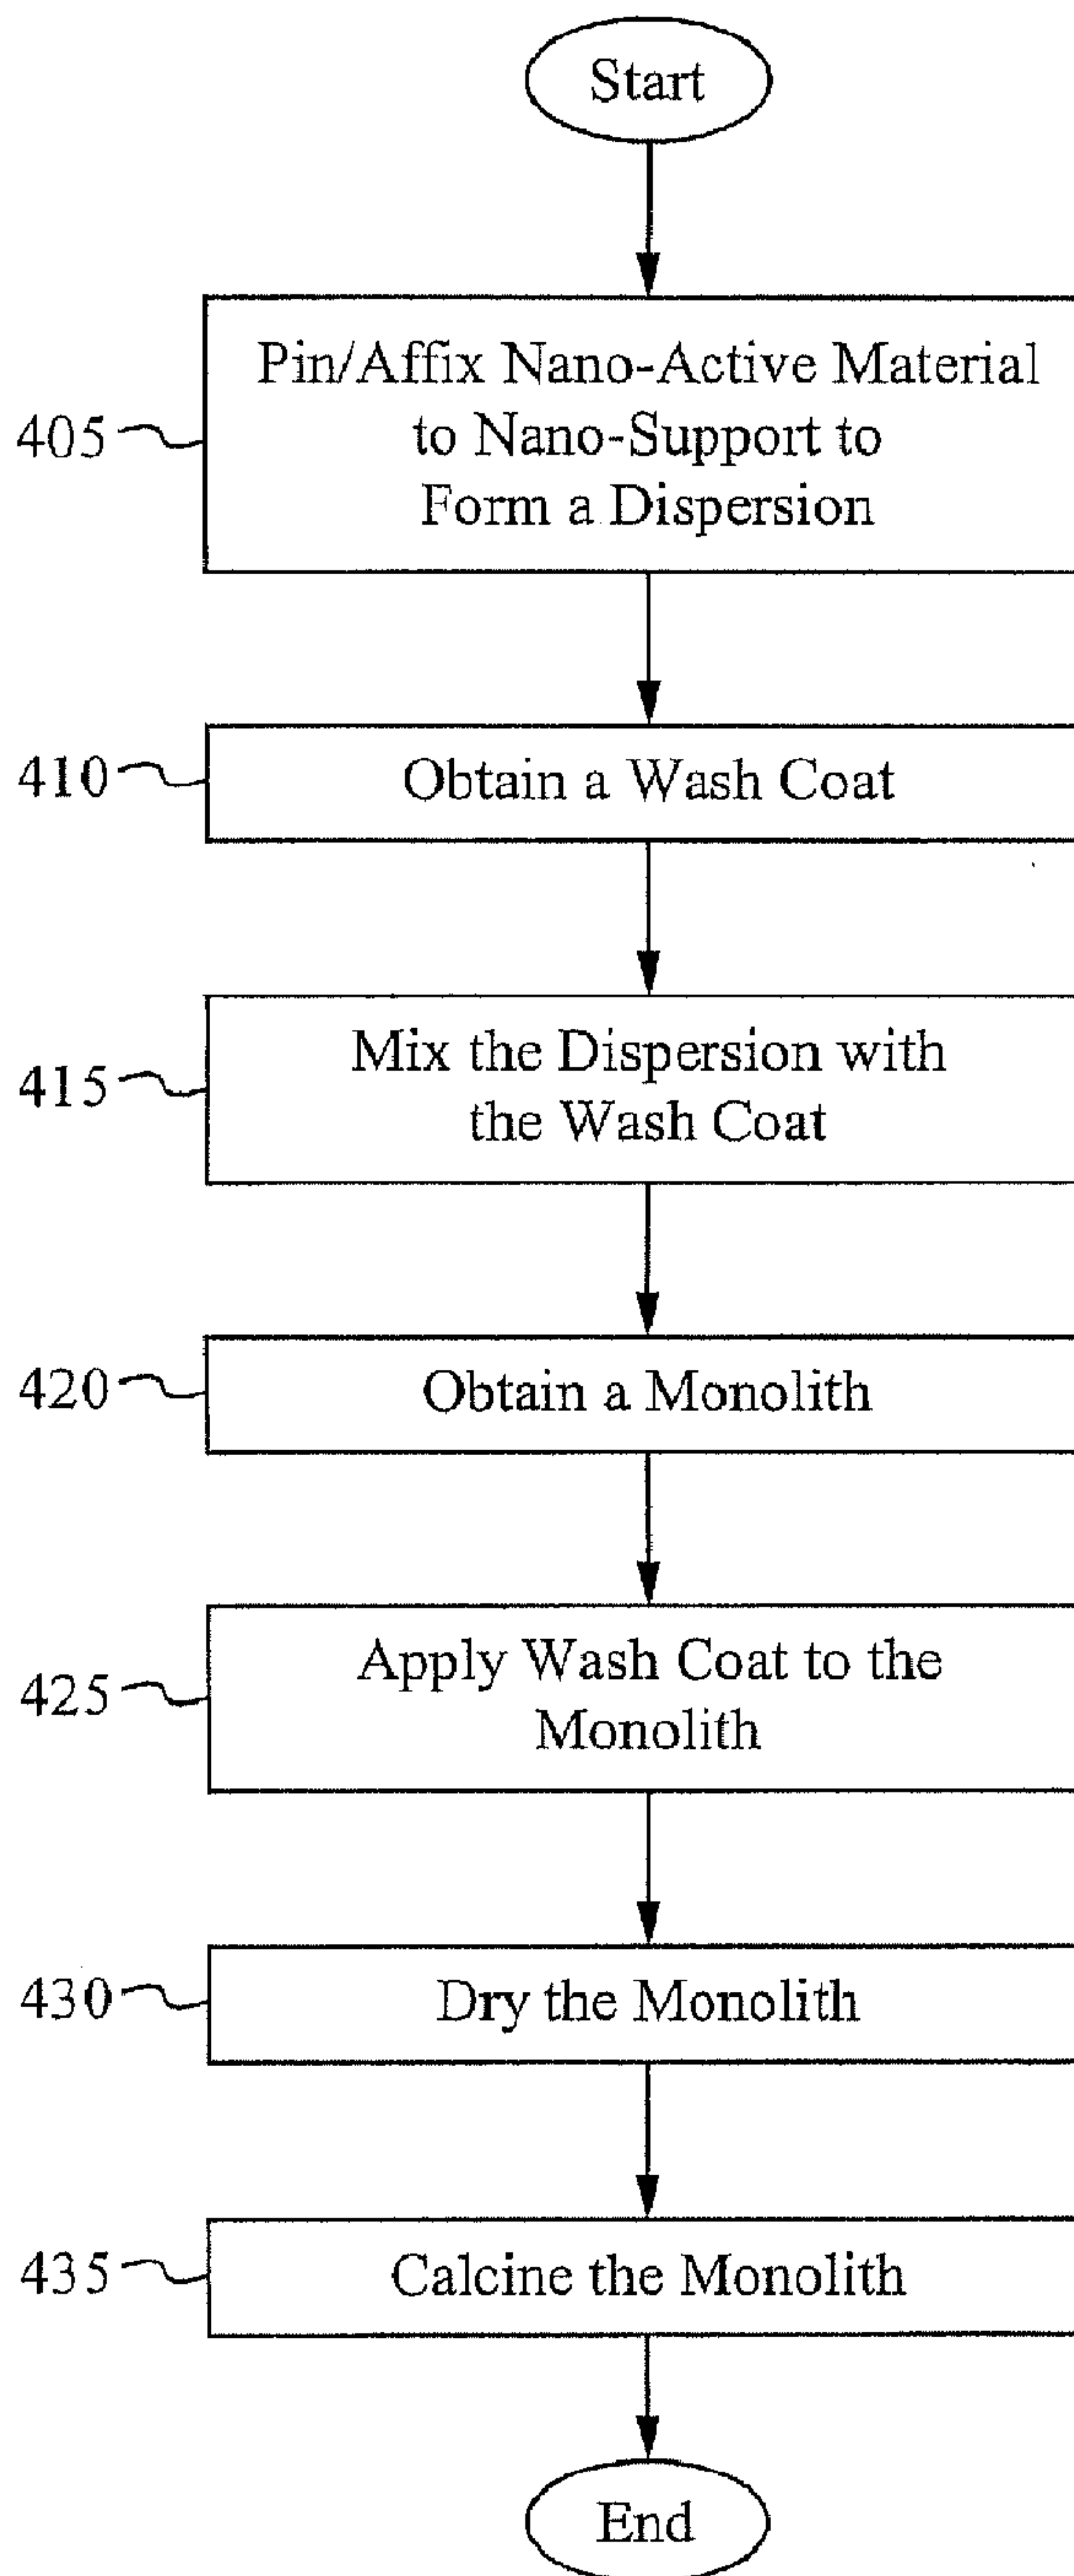 Start
405
Pin/Affix Nano-Active Material
to Nano-Support to
Form a Dispersion
410
Obtain a Wash Coat
415
Mix the Dispersion with
the Wash Coat
420
Obtain a Monolith
425
Apply Wash Coat to the
Monolith
430
Dry the Monolith
435
Calcine the Monolith
End